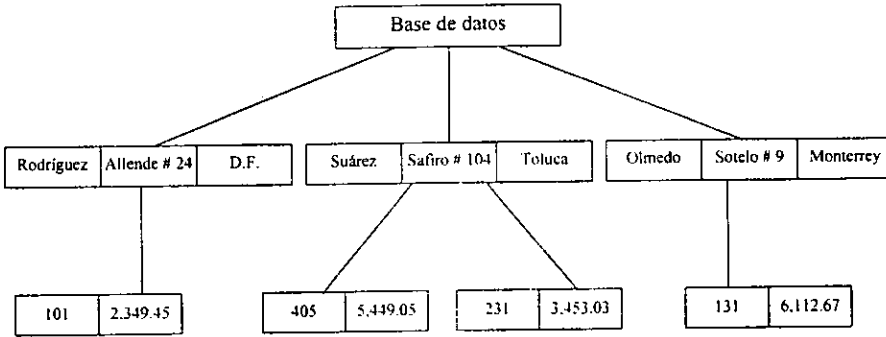 Base de datos
Rodríguez Allende # 24 D.F. Suárez Safiro # 104 Toluca Olmedo Sotelo # 9 Monterrey
101 2.349.45 405 5,449.05 231 3,453.03 131 6,112.67